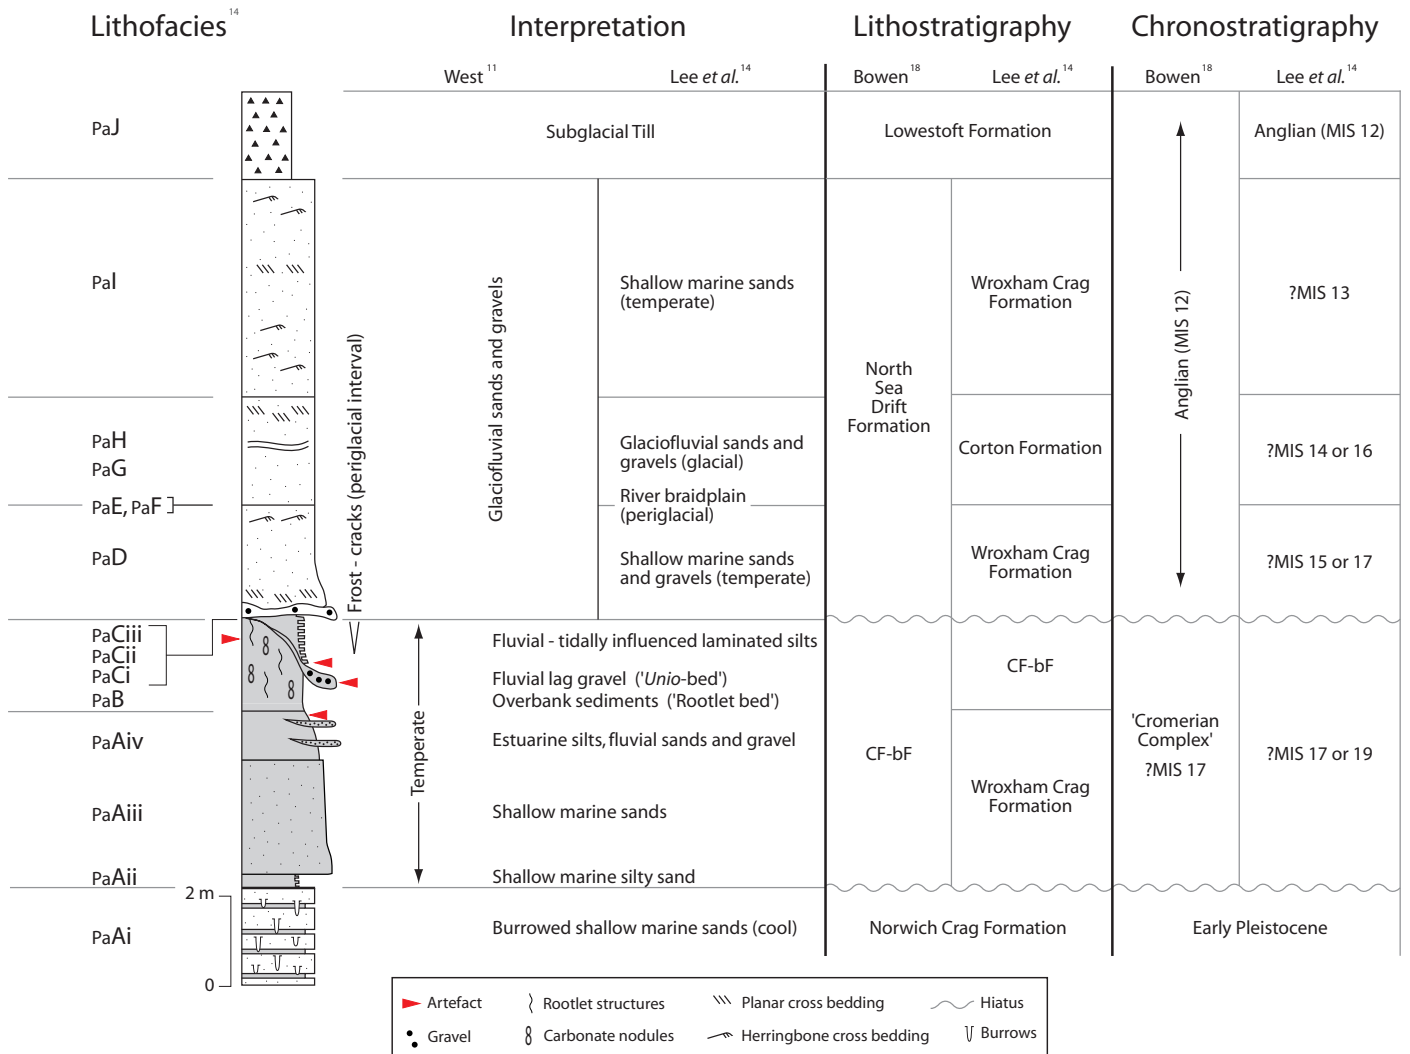 Lithofacies 14
Interpretation
Lithostratigraphy
Chronostratigraphy
West 11
Lee et al. 14
Bowen 18
Lee et al. 14
Bowen 18
Lee et al. 14
PaJ
Subglacial Till
Lowestoft Formation
Anglian (MIS 12)
PaI
Glaciofluvial sands and gravels
Shallow marine sands
(temperate)
North
Sea
Drift
Formation
Wroxham Crag
Formation
Anglian (MIS 12)
?MIS 13
PaH
PaG
Glaciofluvial sands and
gravels (glacial)
Corton Formation
?MIS 14 or 16
PaE, PaF
River braidplain
(periglacial)
PaD
Frost - cracks (periglacial interval)
Shallow marine sands
and gravels (temperate)
Wroxham Crag
Formation
?MIS 15 or 17
PaCiii
PaCii
PaCi
PaB
Temperate
Fluvial - tidally influenced laminated silts
Fluvial lag gravel ('Unio-bed')
Overbank sediments ('Rootlet bed')
CF-bF
CF-bF
'Cromerian
Complex'
?MIS 17
?MIS 17 or 19
PaAiv
Estuarine silts, fluvial sands and gravel
Wroxham Crag
Formation
PaAiii
Shallow marine sands
PaAii
Shallow marine silty sand
2 m
PaAi
Burrowed shallow marine sands (cool)
Norwich Crag Formation
Early Pleistocene
0
Artefact
Rootlet structures
Planar cross bedding
Hiatus
Gravel
Carbonate nodules
Herringbone cross bedding
Burrows